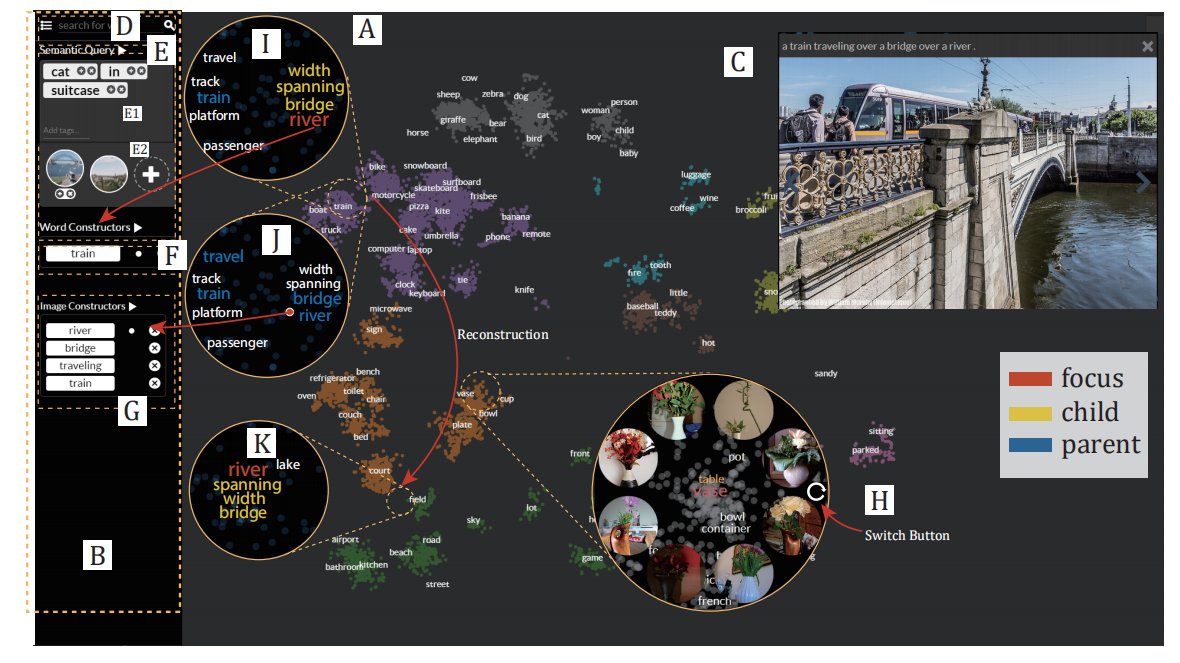 D
search for
E
Semantic Query ▶
cat
in
suitcase
E1
Add tags...
E2
Word Constructors ▶
train
F
Image Constructors ▶
river
bridge
traveling
train
G
B
I
travel
track
train
platform
passenger
width
spanning
bridge
river
A
J
travel
track
train
platform
passenger
width
spanning
bridge
river
K
river
lake
spanning
width
bridge
cow
sheep
zebra
dog
giraffe
bear
cat
horse
elephant
bird
person
woman
boy
child
baby
bike
snowboard
surfboard
skateboard
motorcycle
frisbee
boat
train
pizza
kite
truck
cake
umbrella
banana
phone
remote
computer
laptop
clock
keyboard
tie
knife
microwave
sign
Reconstruction
luggage
wine
coffee
broccoli
tooth
fire
little
baseball
teddy
hot
refrigerator
bench
oven
toilet
chair
couch
bed
vase
cup
bowl
plate
court
field
front
lot
sky
airport
road
beach
bathroom
kitchen
street
game
sandy
sitting
parked
C
a train traveling over a bridge over a river .
focus
child
parent
pot
table
vase
bowl
container
french
H
Switch Button